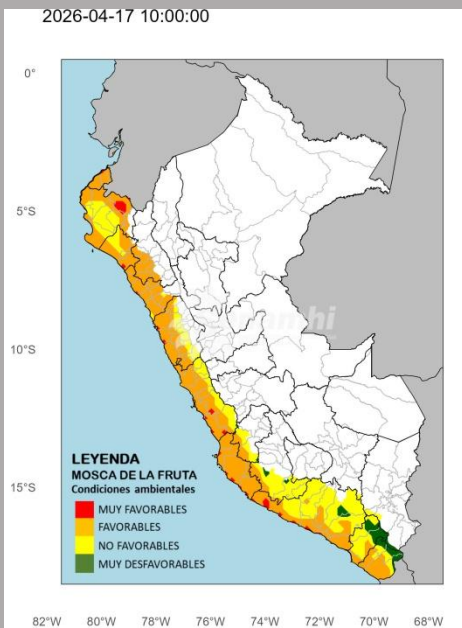 2026-04-17 10:00:00
0°
5°S
10°S
15°S
LEYENDA
MOSCA DE LA FRUTA
Condiciones ambientales
MUY FAVORABLES
FAVORABLES
NO FAVORABLES
MUY DESFAVORABLES
82°W 80°W 78°W 76°W 74°W 72°W 70°W 68°W